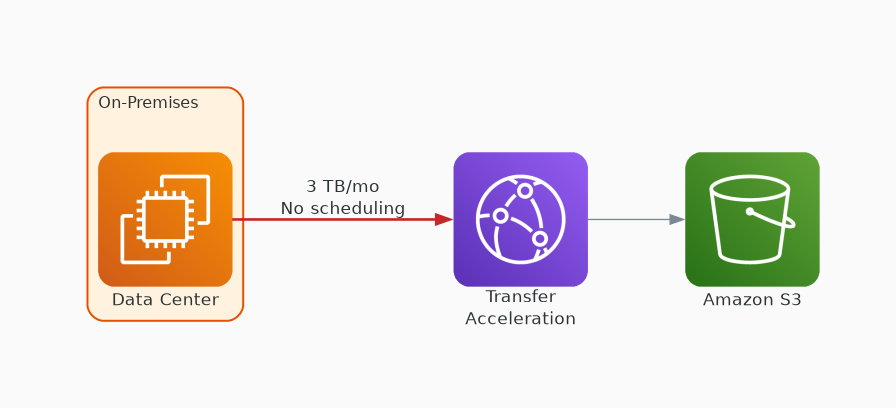 On-Premises
Data Center
3 TB/mo
No scheduling
Transfer
Acceleration
Amazon S3